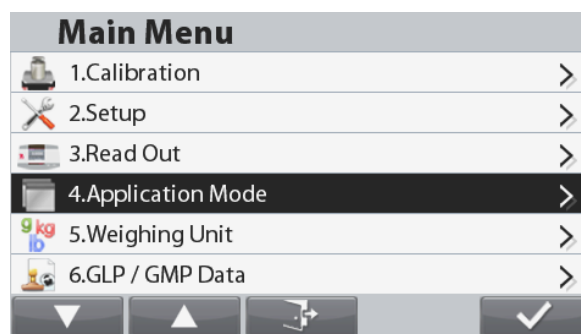 Main Menu
1.Calibration
2.Setup
3.Read Out
4.Application Mode
g kg
lb
5.Weighing Unit
6.GLP / GMP Data